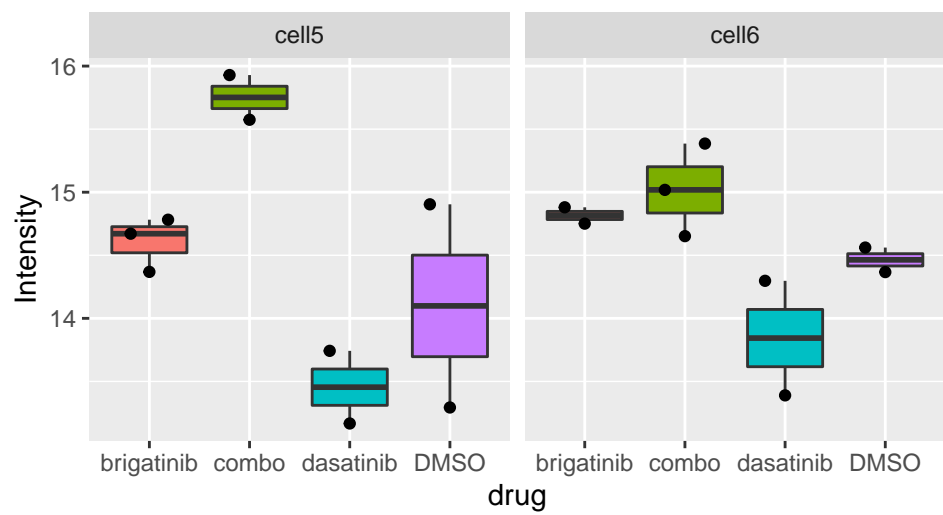 cell5 cell6
16
15
14
Intensity
brigatinib combo dasatinib DMSO brigatinib combo dasatinib DMSO
drug